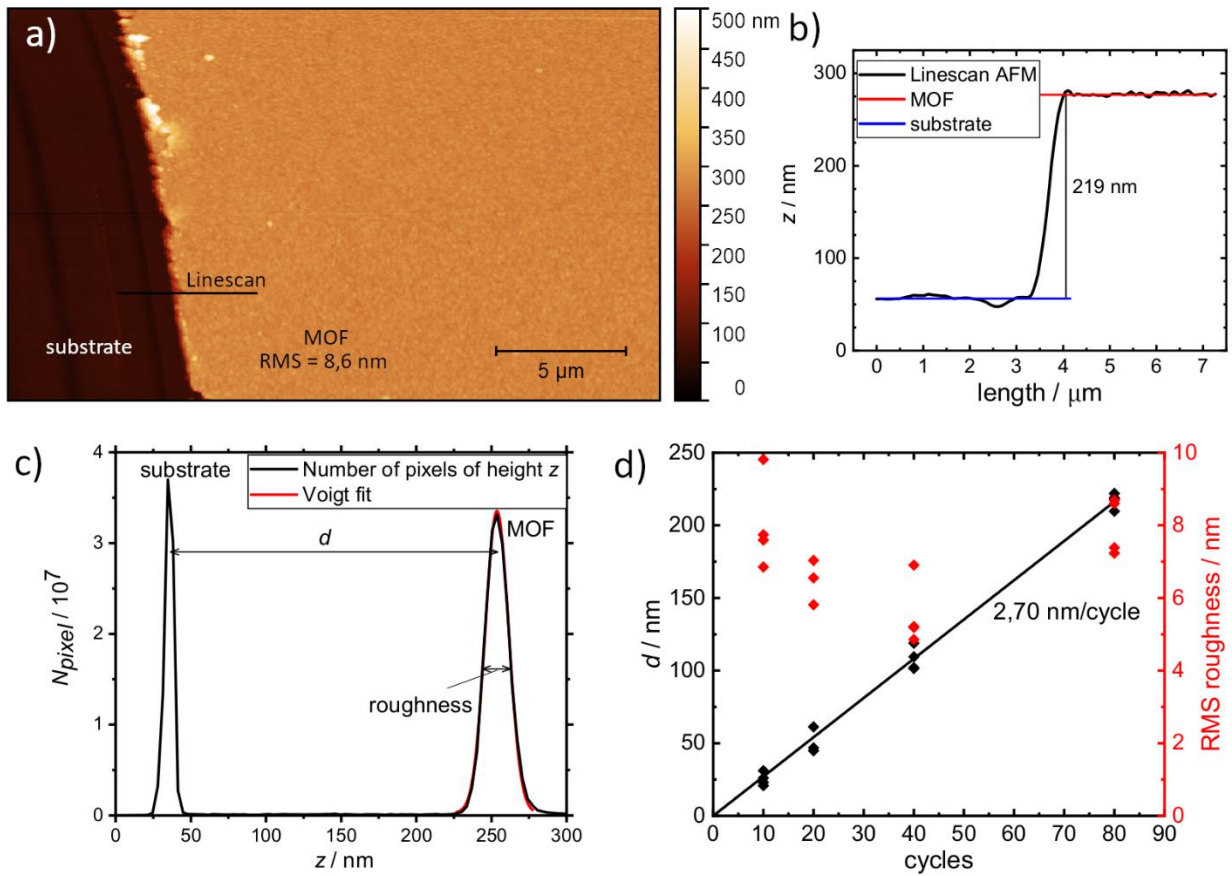 a)
Linescan
substrate
MOF
RMS = 8,6 nm
5 µm
500 nm
450
400
350
300
250
200
150
100
50
0
b)
Linescan AFM
MOF
substrate
219 nm
300
200
100
0
z / nm
0 1 2 3 4 5 6 7
length / µm
c)
substrate
Number of pixels of height z
Voigt fit
MOF
d
roughness
4
3
2
1
0
N_pixel / 10^7
0 50 100 150 200 250 300
z / nm
d)
250
200
150
100
50
0
d / nm
2,70 nm/cycle
10
8
6
4
2
0
RMS roughness / nm
0 10 20 30 40 50 60 70 80 90
cycles